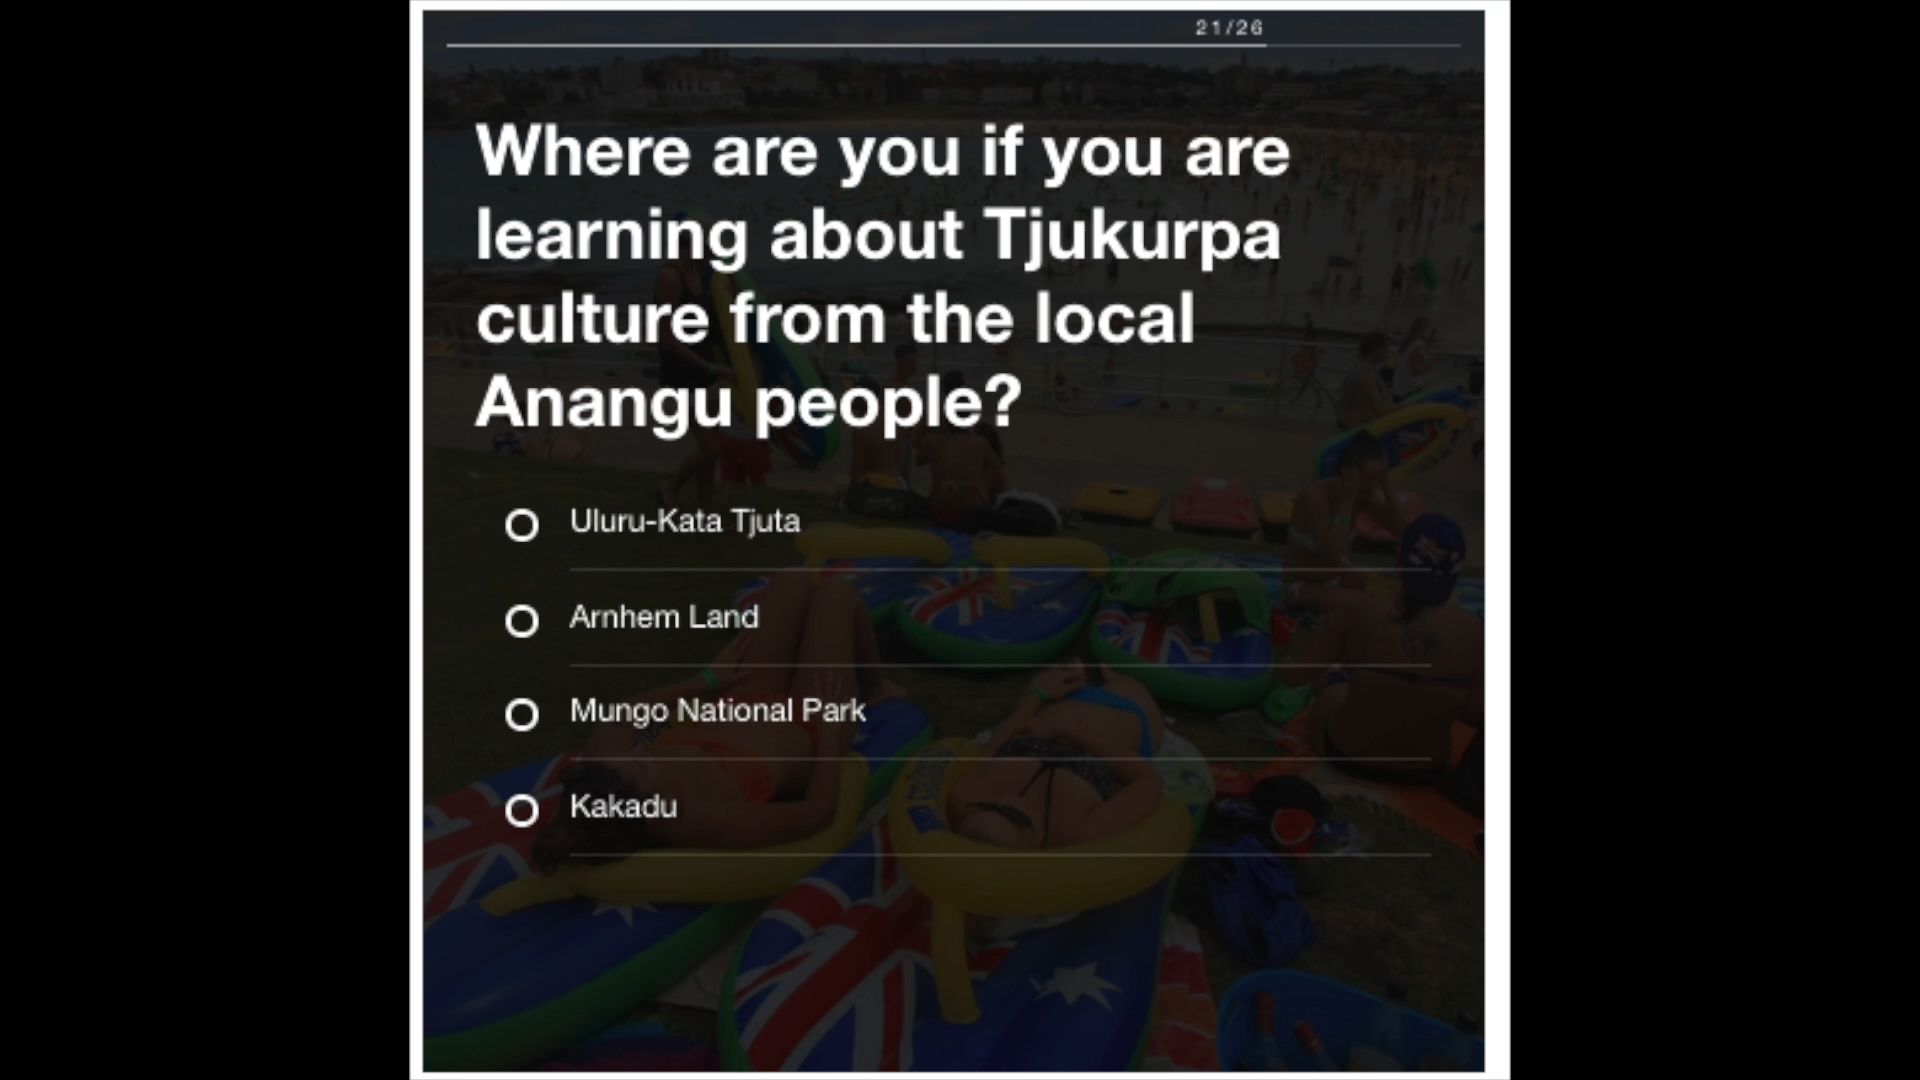 21/26
Where are you if you are
learning about Tjukurpa
culture from the local
Anangu people?
Uluru-Kata Tjuta
Arnhem Land
Mungo National Park
Kakadu